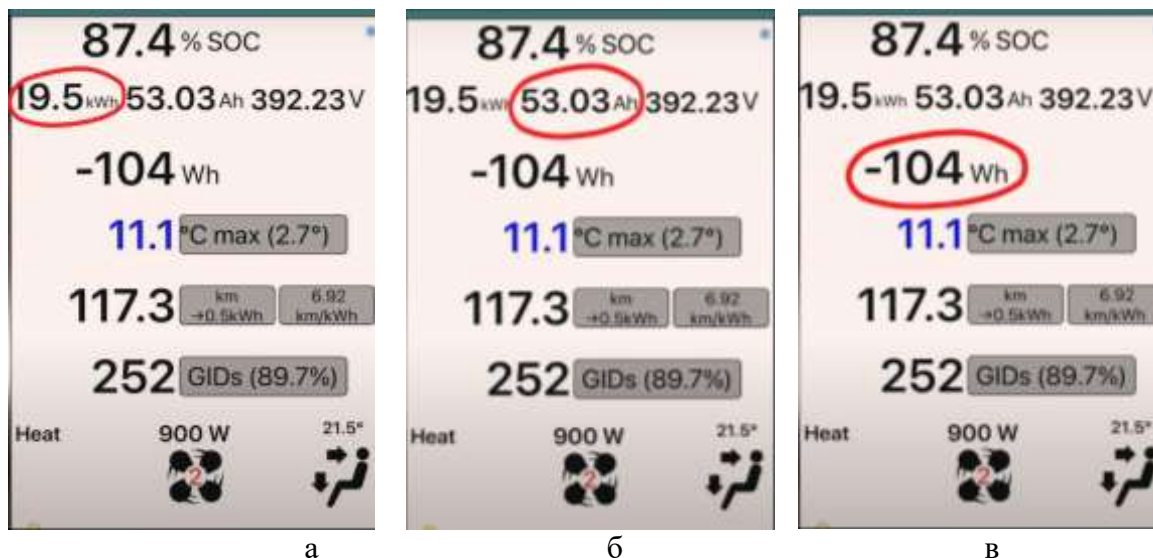 87.4 % SOC
19.5 kWh 53.03 Ah 392.23 V
-104 Wh
11.1 °C max (2.7°)
117.3 km →0.5kWh 6.92 km/kWh
252 GIDs (89.7%)
Heat 900 W 21.5°
2
а
87.4 % SOC
19.5 kWh 53.03 Ah 392.23 V
-104 Wh
11.1 °C max (2.7°)
117.3 km →0.5kWh 6.92 km/kWh
252 GIDs (89.7%)
Heat 900 W 21.5°
2
б
87.4 % SOC
19.5 kWh 53.03 Ah 392.23 V
-104 Wh
11.1 °C max (2.7°)
117.3 km →0.5kWh 6.92 km/kWh
252 GIDs (89.7%)
Heat 900 W 21.5°
2
в